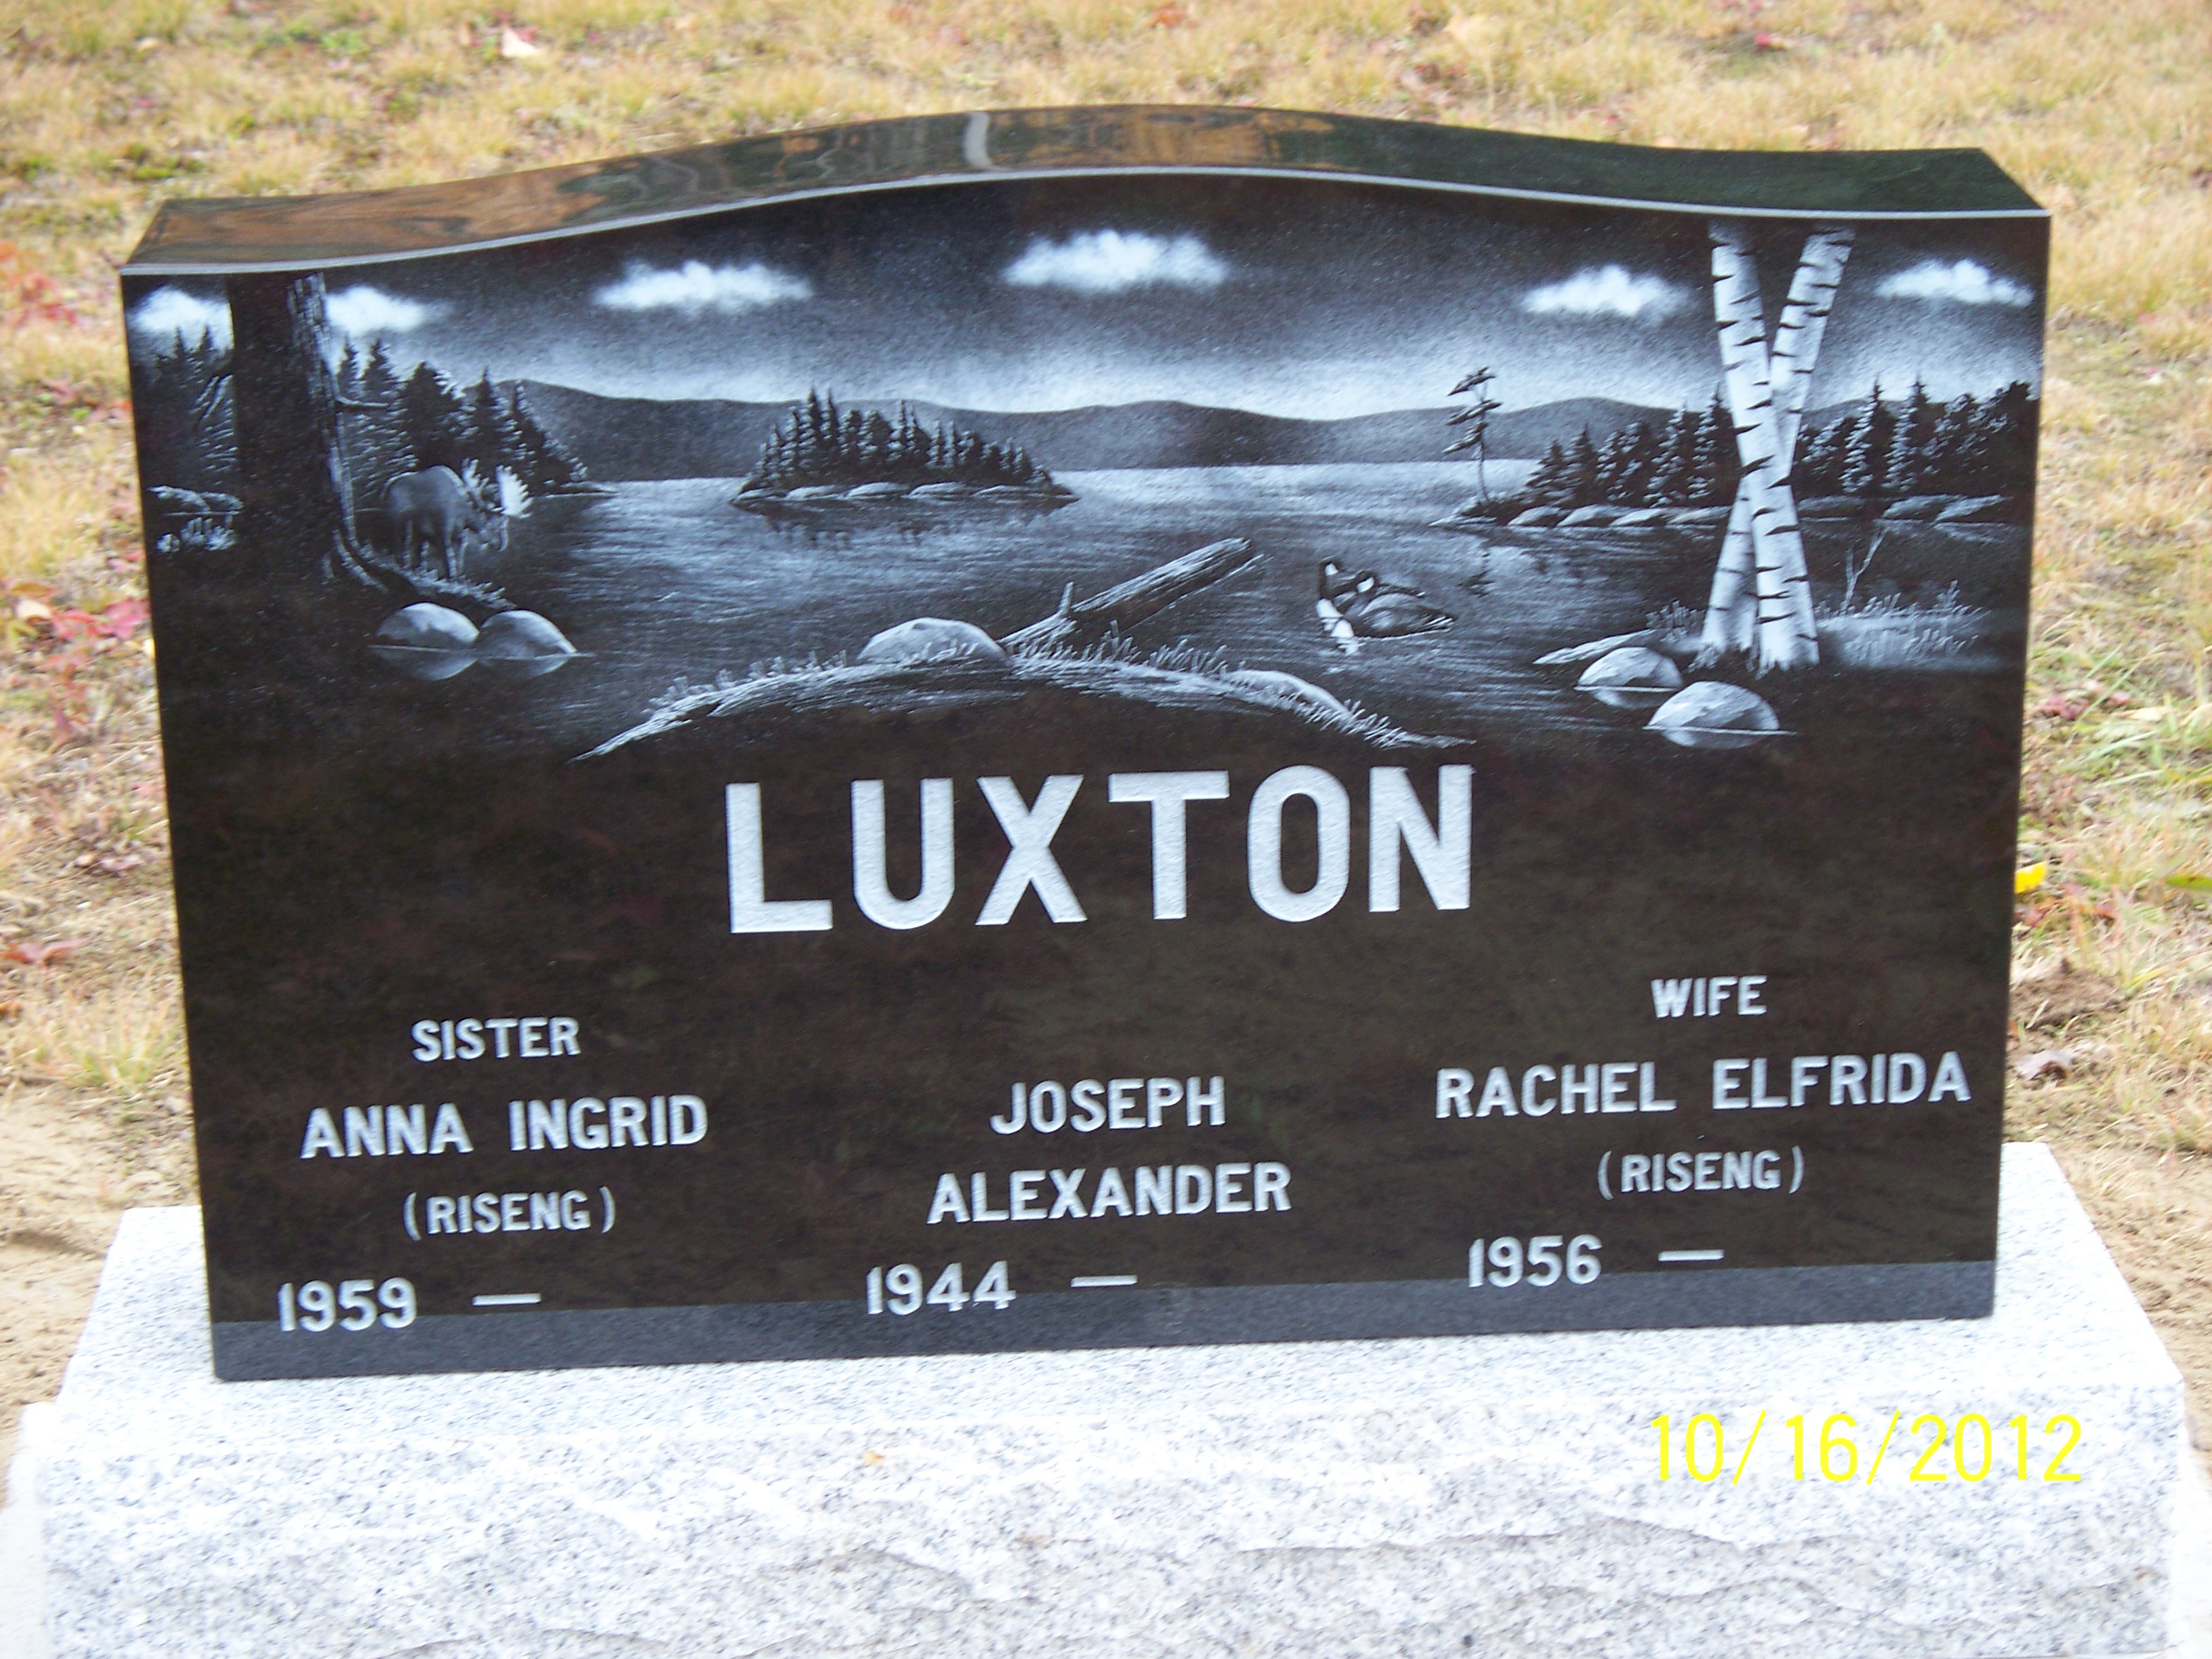 LUXTON
SISTER
ANNA INGRID
(RISENG)
1959 —
JOSEPH
ALEXANDER
1944 —
WIFE
RACHEL ELFRIDA
(RISENG)
1956 —
10/16/2012